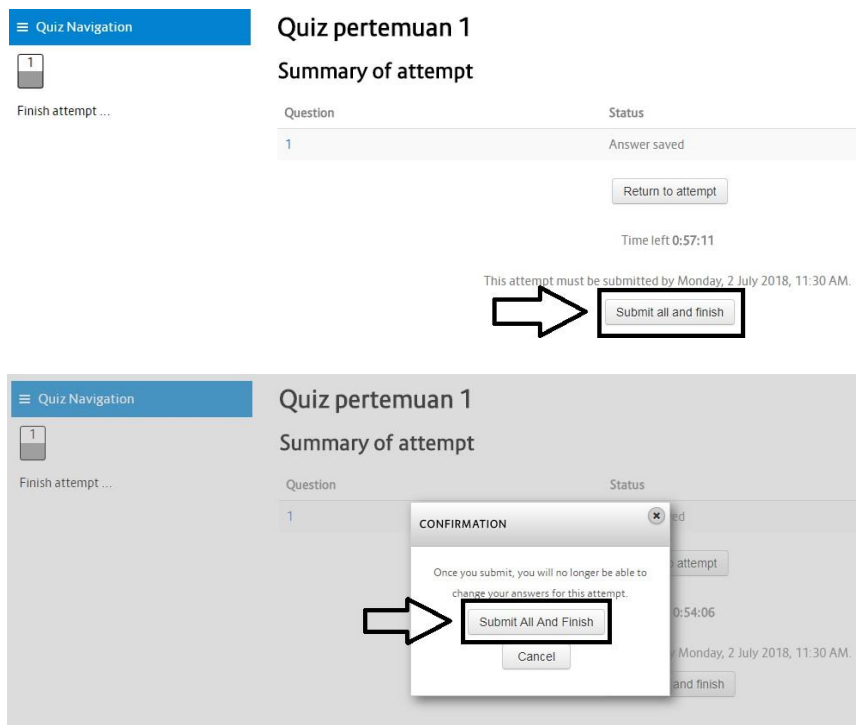 Quiz Navigation
1
Finish attempt ...
Quiz pertemuan 1
Summary of attempt
Question Status
1 Answer saved
Return to attempt
Time left 0:57:11
This attempt must be submitted by Monday, 2 July 2018, 11:30 AM.
Submit all and finish
Quiz Navigation
1
Finish attempt ...
Quiz pertemuan 1
Summary of attempt
Question Status
1 ed
CONFIRMATION
Once you submit, you will no longer be able to
change your answers for this attempt.
Submit All And Finish
Cancel
attempt
0:54:06
Monday, 2 July 2018, 11:30 AM.
and finish